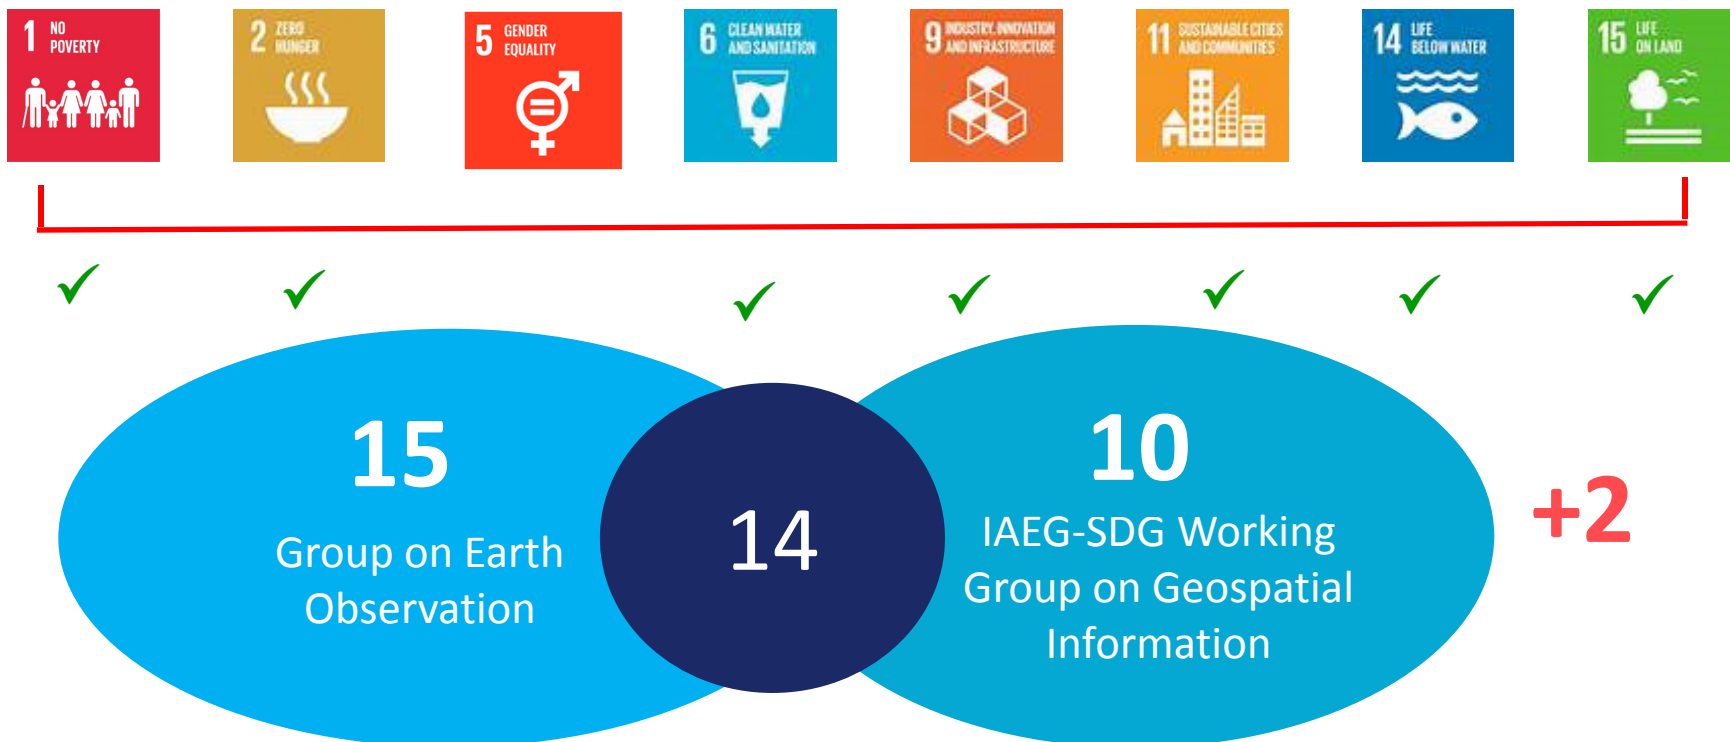 1 NO
POVERTY
2 ZERO
HUNGER
5 GENDER
EQUALITY
6 CLEAN WATER
AND SANITATION
9 INDUSTRY, INNOVATION
AND INFRASTRUCTURE
11 SUSTAINABLE CITIES
AND COMMUNITIES
14 LIFE
BELOW WATER
15 LIFE
ON LAND
15
Group on Earth
Observation
14
10
IAEG-SDG Working
Group on Geospatial
Information
+2